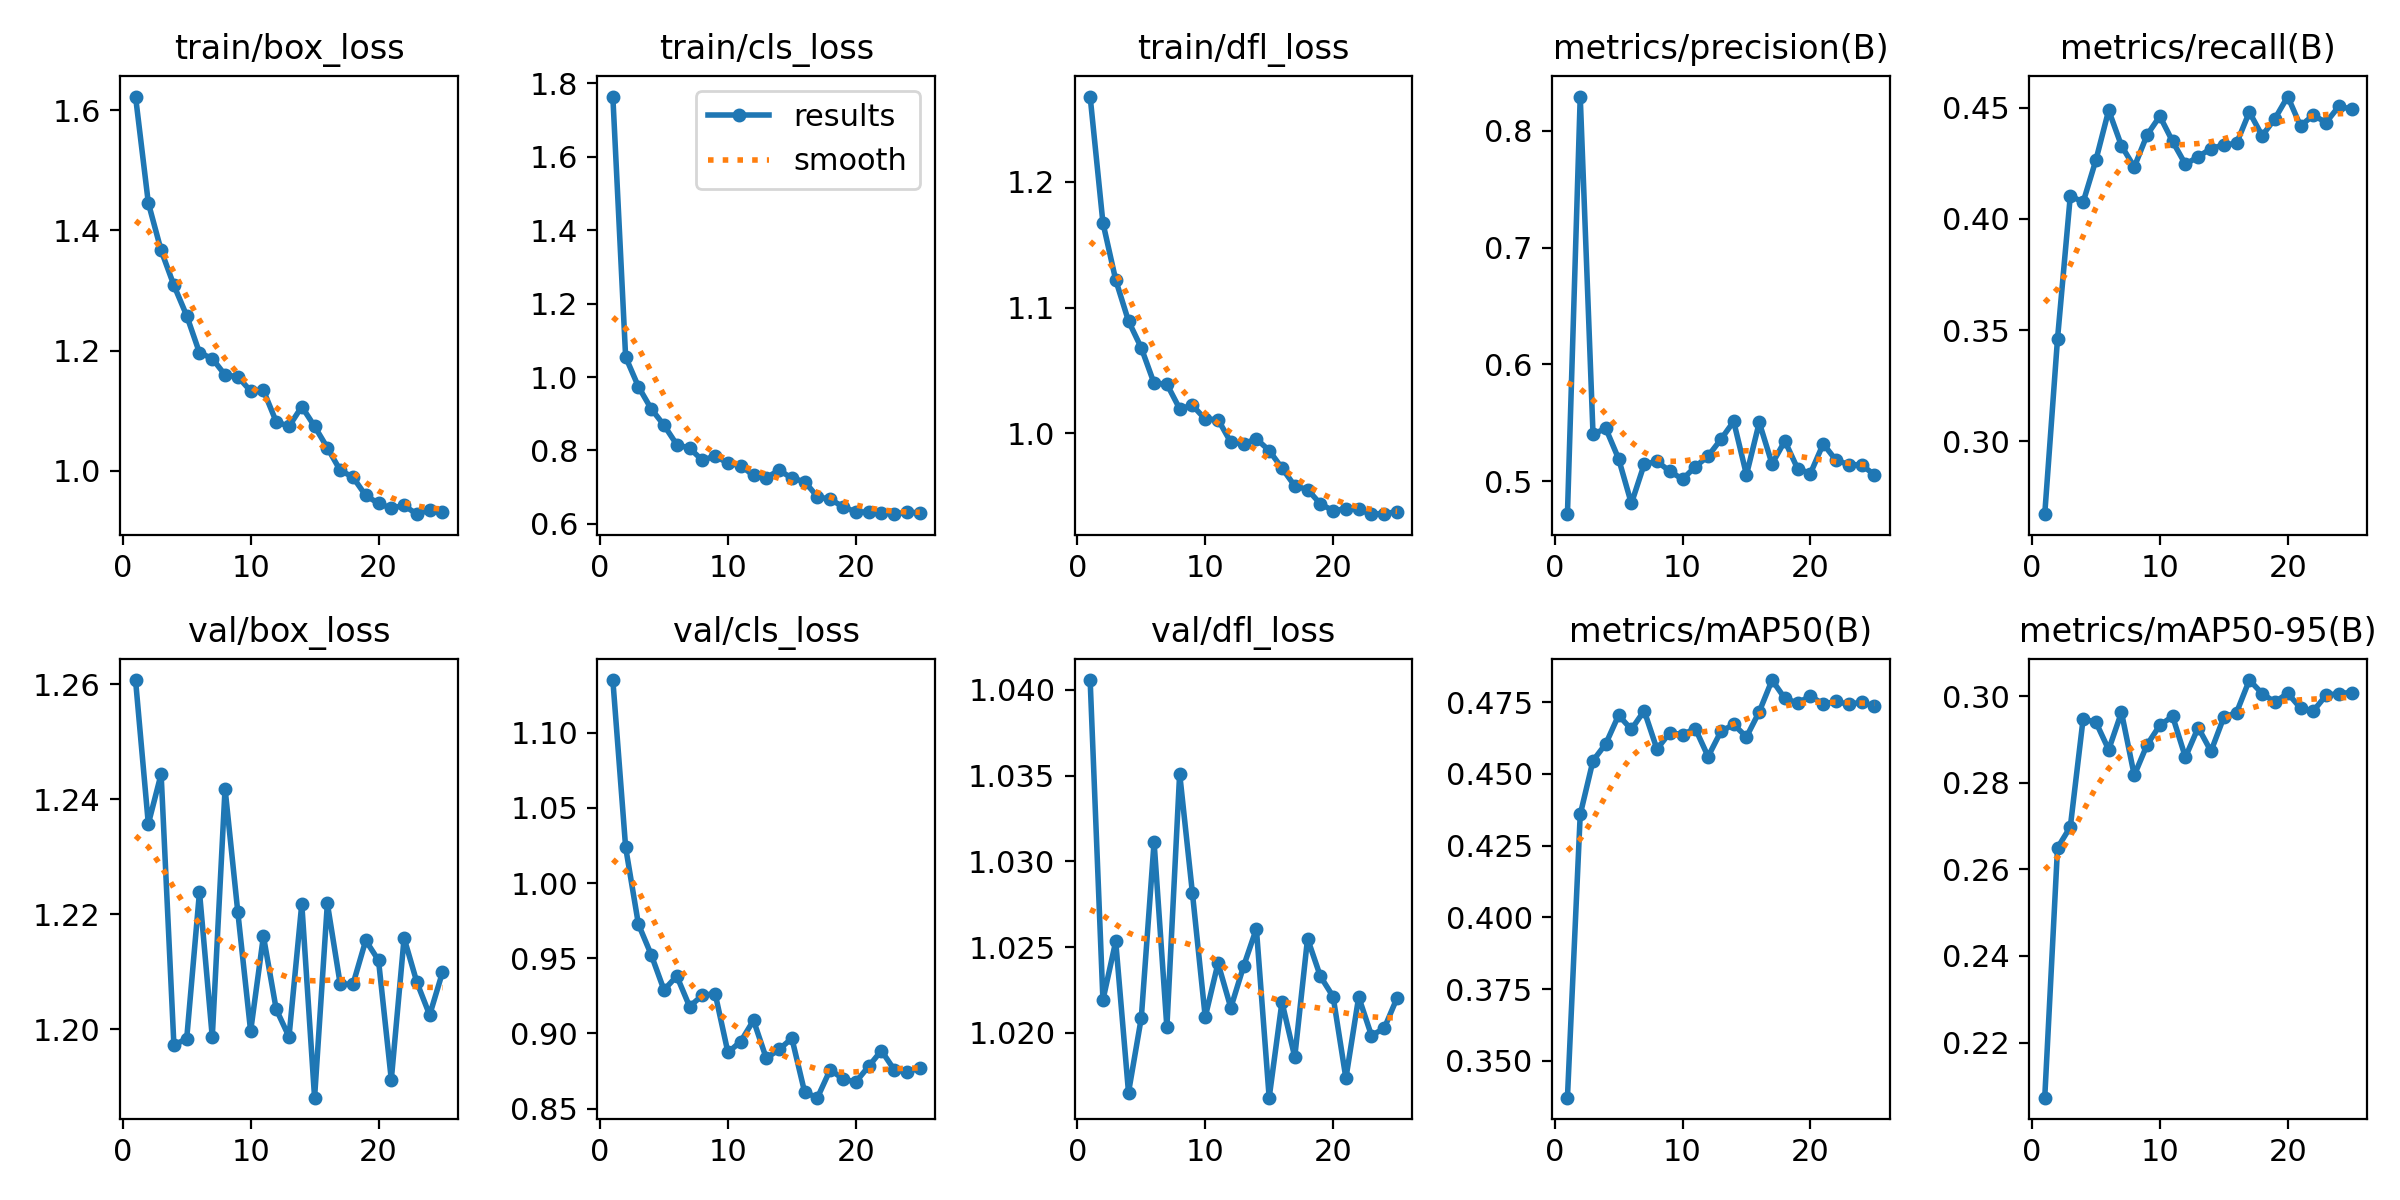 train/box_loss
1.6
1.4
1.2
1.0
0 10 20
train/cls_loss
1.8
1.6
1.4
1.2
1.0
0.8
0.6
0 10 20
results
smooth
train/dfl_loss
1.2
1.1
1.0
0 10 20
metrics/precision(B)
0.8
0.7
0.6
0.5
0 10 20
metrics/recall(B)
0.45
0.40
0.35
0.30
0 10 20
val/box_loss
1.26
1.24
1.22
1.20
0 10 20
val/cls_loss
1.10
1.05
1.00
0.95
0.90
0.85
0 10 20
val/dfl_loss
1.040
1.035
1.030
1.025
1.020
0 10 20
metrics/mAP50(B)
0.475
0.450
0.425
0.400
0.375
0.350
0 10 20
metrics/mAP50-95(B)
0.30
0.28
0.26
0.24
0.22
0 10 20